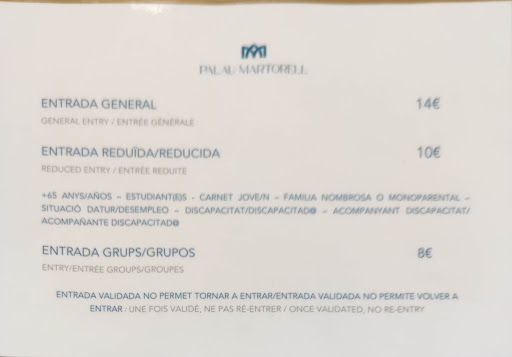 PALAU MARTORELL
ENTRADA GENERAL 14€
GENERAL ENTRY / ENTRÉE GÉNÉRALE
ENTRADA REDUÏDA/REDUCIDA 10€
REDUCED ENTRY / ENTRÉE REDUITE
+65 ANYS/AÑOS – ESTUDIANT(E)S - CARNET JOVE/N – FAMILIA NOMBROSA O MONOPARENTAL –
SITUACIÓ D'ATUR/DESEMPLEO – DISCAPACITAT/DISCAPACITAD@ – ACOMPANYANT DISCAPACITAT/
ACOMPAÑANTE DISCAPACITAD@
ENTRADA GRUPS/GRUPOS 8€
ENTRY/ENTRÉE GROUPS/GROUPES
ENTRADA VALIDADA NO PERMET TORNAR A ENTRAR/ENTRADA VALIDADA NO PERMITE VOLVER A
ENTRAR / UNE FOIS VALIDÉ, NE PAS RÉ-ENTRER / ONCE VALIDATED, NO RE-ENTRY